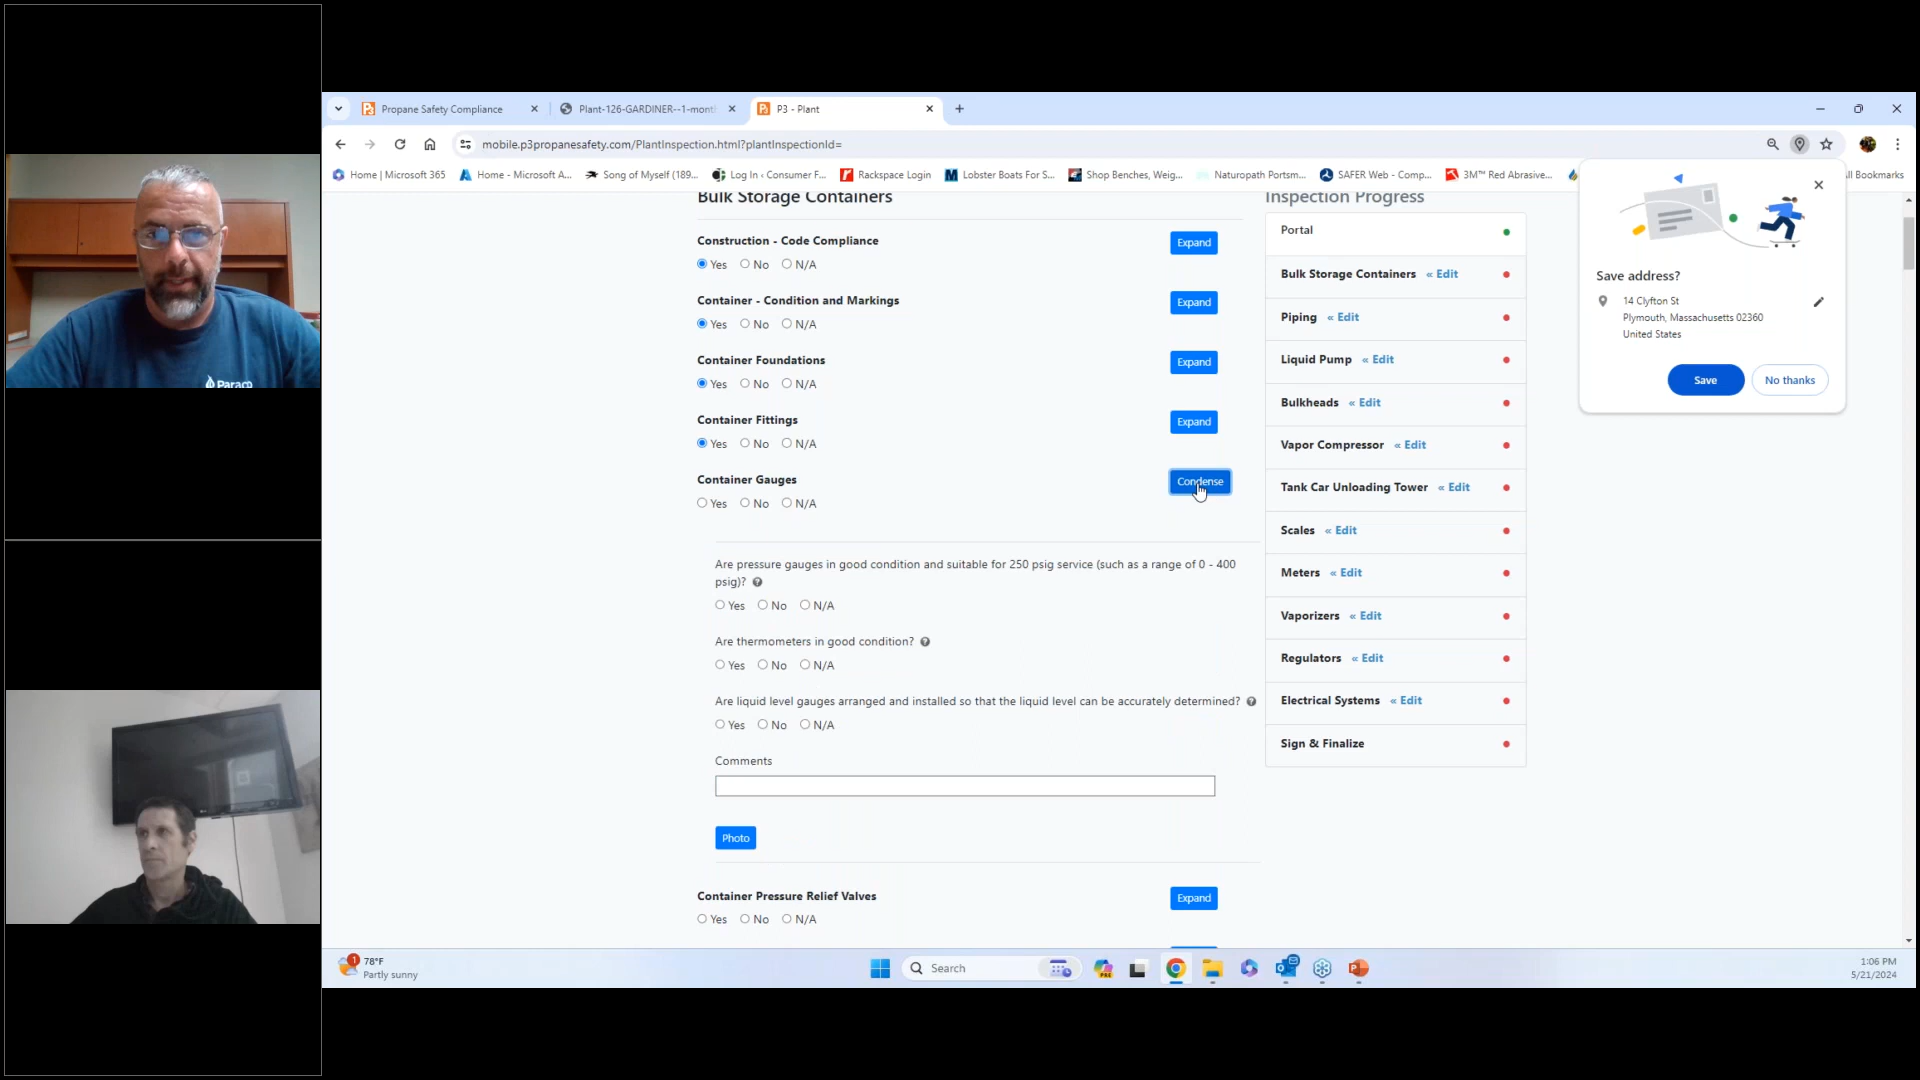 Paraco
Propane Safety Compliance
Plant-126-GARDINER--1-mont
P3 - Plant
mobile.p3propanesafety.com/PlantInspection.html?plantInspectionId=
Home | Microsoft 365
Home - Microsoft A...
Song of Myself (189...
Log In ‹ Consumer F...
Rackspace Login
Lobster Boats For S...
Shop Benches, Weig...
Naturopath Portsm...
SAFER Web - Comp...
3M™ Red Abrasive...
All Bookmarks
Bulk Storage Containers
Construction - Code Compliance
Expand
Yes No N/A
Container - Condition and Markings
Expand
Yes No N/A
Container Foundations
Expand
Yes No N/A
Container Fittings
Expand
Yes No N/A
Container Gauges
Condense
Yes No N/A
Are pressure gauges in good condition and suitable for 250 psig service (such as a range of 0 - 400
psig)?
Yes No N/A
Are thermometers in good condition?
Yes No N/A
Are liquid level gauges arranged and installed so that the liquid level can be accurately determined?
Yes No N/A
Comments
Photo
Container Pressure Relief Valves
Expand
Yes No N/A
Inspection Progress
Portal
Bulk Storage Containers « Edit
Piping « Edit
Liquid Pump « Edit
Bulkheads « Edit
Vapor Compressor « Edit
Tank Car Unloading Tower « Edit
Scales « Edit
Meters « Edit
Vaporizers « Edit
Regulators « Edit
Electrical Systems « Edit
Sign & Finalize
Save address?
14 Clyfton St
Plymouth, Massachusetts 02360
United States
Save
No thanks
1
78°F
Partly sunny
Search
1:06 PM
5/21/2024